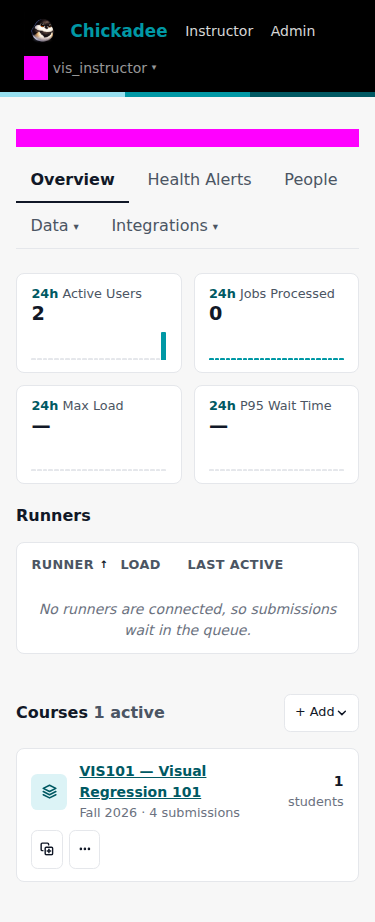 Chickadee Instructor Admin
vis_instructor ▾
Overview Health Alerts People
Data ▾ Integrations ▾
24h Active Users
2
24h Jobs Processed
0
24h Max Load
—
24h P95 Wait Time
—
Runners
RUNNER ↑ LOAD LAST ACTIVE
No runners are connected, so submissions
wait in the queue.
Courses 1 active
+ Add
VIS101 — Visual
Regression 101
Fall 2026 · 4 submissions
1
students